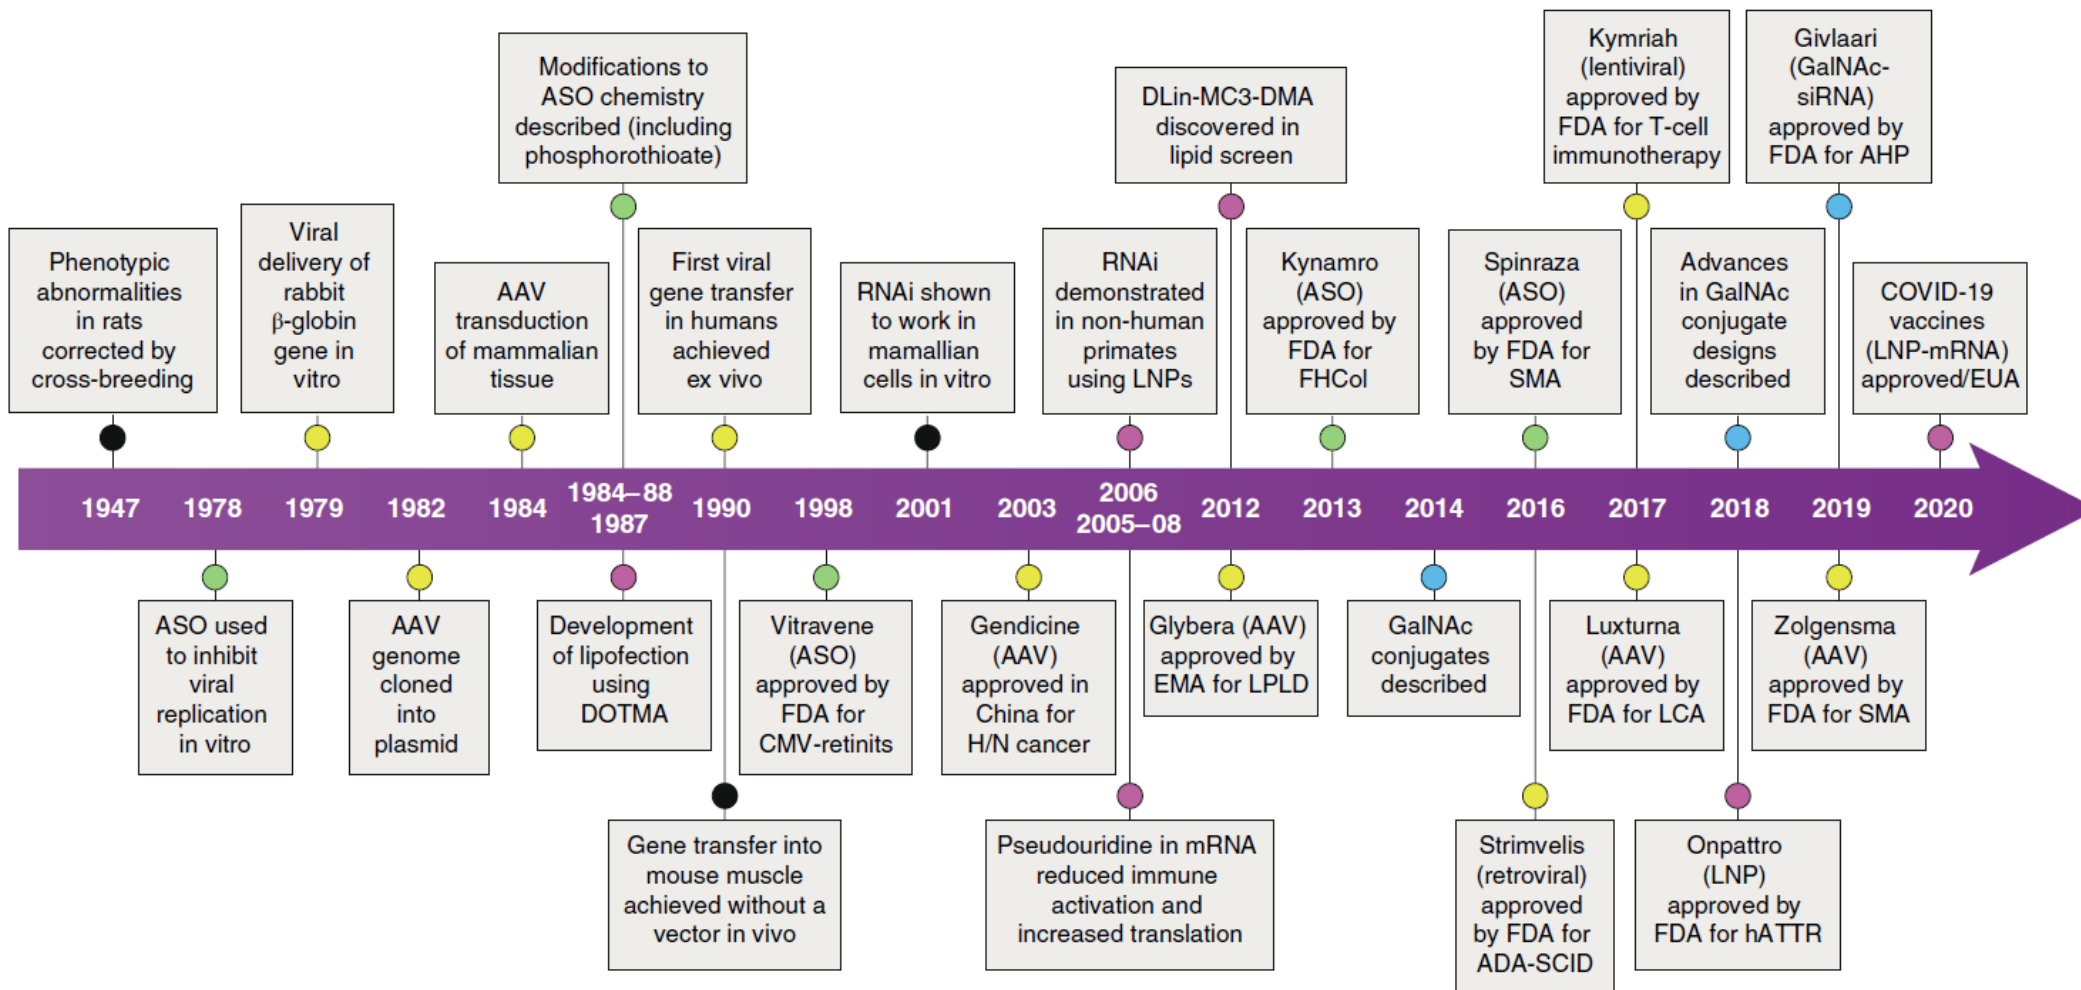 Modifications to
ASO chemistry
described (including
phosphorothioate)
DLin-MC3-DMA
discovered in
lipid screen
Kymriah
(lentiviral)
approved by
FDA for T-cell
immunotherapy
Givlaari
(GalNAc-
siRNA)
approved by
FDA for AHP
Phenotypic
abnormalities
in rats
corrected by
cross-breeding
Viral
delivery of
rabbit
β-globin
gene in
vitro
AAV
transduction
of mammalian
tissue
First viral
gene transfer
in humans
achieved
ex vivo
RNAi shown
to work in
mamallian
cells in vitro
RNAi
demonstrated
in non-human
primates
using LNPs
Kynamro
(ASO)
approved by
FDA for
FHCol
Spinraza
(ASO)
approved
by FDA for
SMA
Advances
in GalNAc
conjugate
designs
described
COVID-19
vaccines
(LNP-mRNA)
approved/EUA
1947
1978
1979
1982
1984
1984–88
1987
1990
1998
2001
2003
2006
2005–08
2012
2013
2014
2016
2017
2018
2019
2020
ASO used
to inhibit
viral
replication
in vitro
AAV
genome
cloned
into
plasmid
Development
of lipofection
using
DOTMA
Vitravene
(ASO)
approved by
FDA for
CMV-retinits
Gendicine
(AAV)
approved in
China for
H/N cancer
Glybera (AAV)
approved by
EMA for LPLD
GalNAc
conjugates
described
Luxturna
(AAV)
approved by
FDA for LCA
Zolgensma
(AAV)
approved by
FDA for SMA
Gene transfer into
mouse muscle
achieved without a
vector in vivo
Pseudouridine in mRNA
reduced immune
activation and
increased translation
Strimvelis
(retroviral)
approved
by FDA for
ADA-SCID
Onpattro
(LNP)
approved by
FDA for hATTR